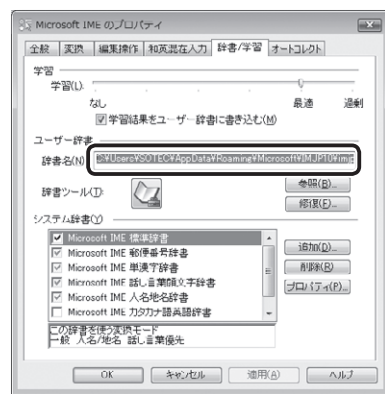 Microsoft IME のプロパティ
全般 変換 編集操作 和英混在入力 辞書/学習 オートコレクト
学習
学習(L):
なし 最適 過剰
学習結果をユーザー辞書に書き込む(M)
ユーザー辞書
辞書名(N) C:¥Users¥SOTEC¥AppData¥Roaming¥Microsoft¥IMJP10¥imj
辞書ツール(T):
参照(B)...
修復(E)...
システム辞書(Y)
Microsoft IME 標準辞書
Microsoft IME 郵便番号辞書
Microsoft IME 単漢字辞書
Microsoft IME 話し言葉顔文字辞書
Microsoft IME 人名地名辞書
Microsoft IME カタカナ語英語辞書
追加(D)...
削除(R)
プロパティ(P)...
この辞書を使う変換モード
一般 人名/地名 話し言葉優先
OK キャンセル 適用(A) ヘルプ